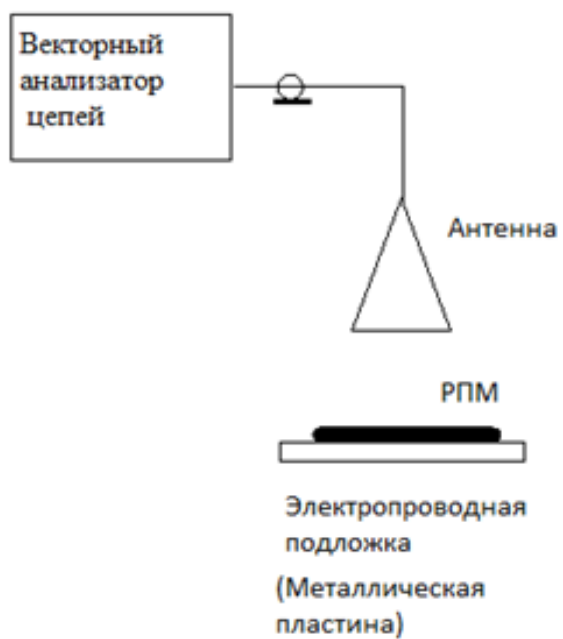 Векторный
анализатор
цепей
Антенна
РПМ
Электропроводная
подложка
(Металлическая
пластина)